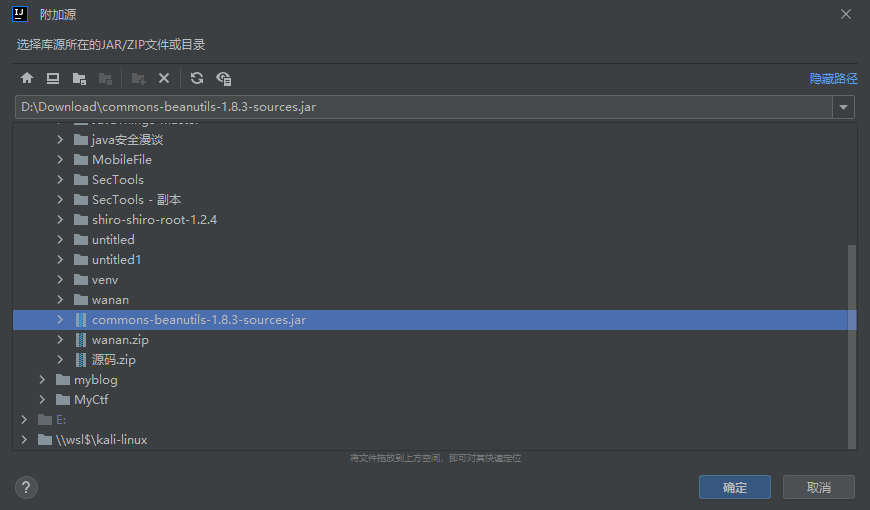 附加源
选择库源所在的JAR/ZIP文件或目录
隐藏路径
D:\Download\commons-beanutils-1.8.3-sources.jar
java安全漫谈
MobileFile
SecTools
SecTools - 副本
shiro-shiro-root-1.2.4
untitled
untitled1
venv
wanan
commons-beanutils-1.8.3-sources.jar
wanan.zip
源码.zip
myblog
MyCtf
E:
\\wsl$\kali-linux
将文件拖放到上方空间，即可对其快速定位
?
确定
取消